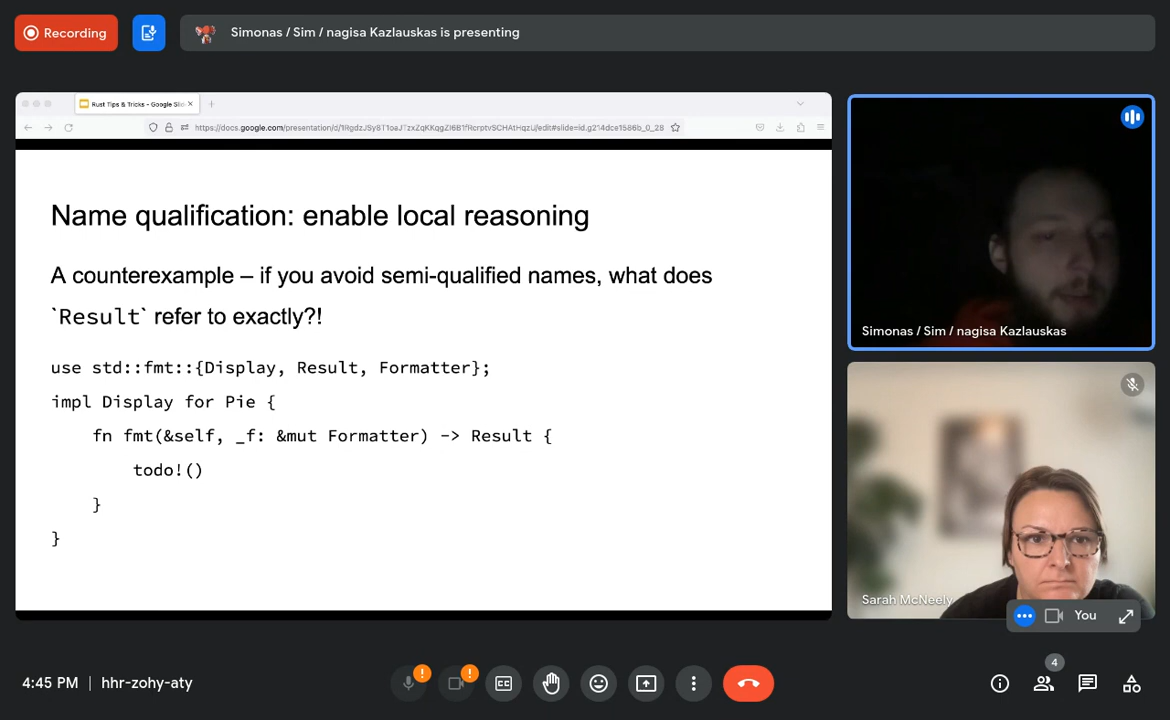 Recording
Simonas / Sim / nagisa Kazlauskas is presenting
Rust Tips & Tricks - Google Sli
Name qualification: enable local reasoning
A counterexample – if you avoid semi-qualified names, what does
`Result` refer to exactly?!
use std::fmt::{Display, Result, Formatter};
impl Display for Pie {
fn fmt(&self, _f: &mut Formatter) -> Result {
todo!()
}
}
Simonas / Sim / nagisa Kazlauskas
Sarah McNeely
You
4:45 PM | hhr-zohy-aty
CC
4